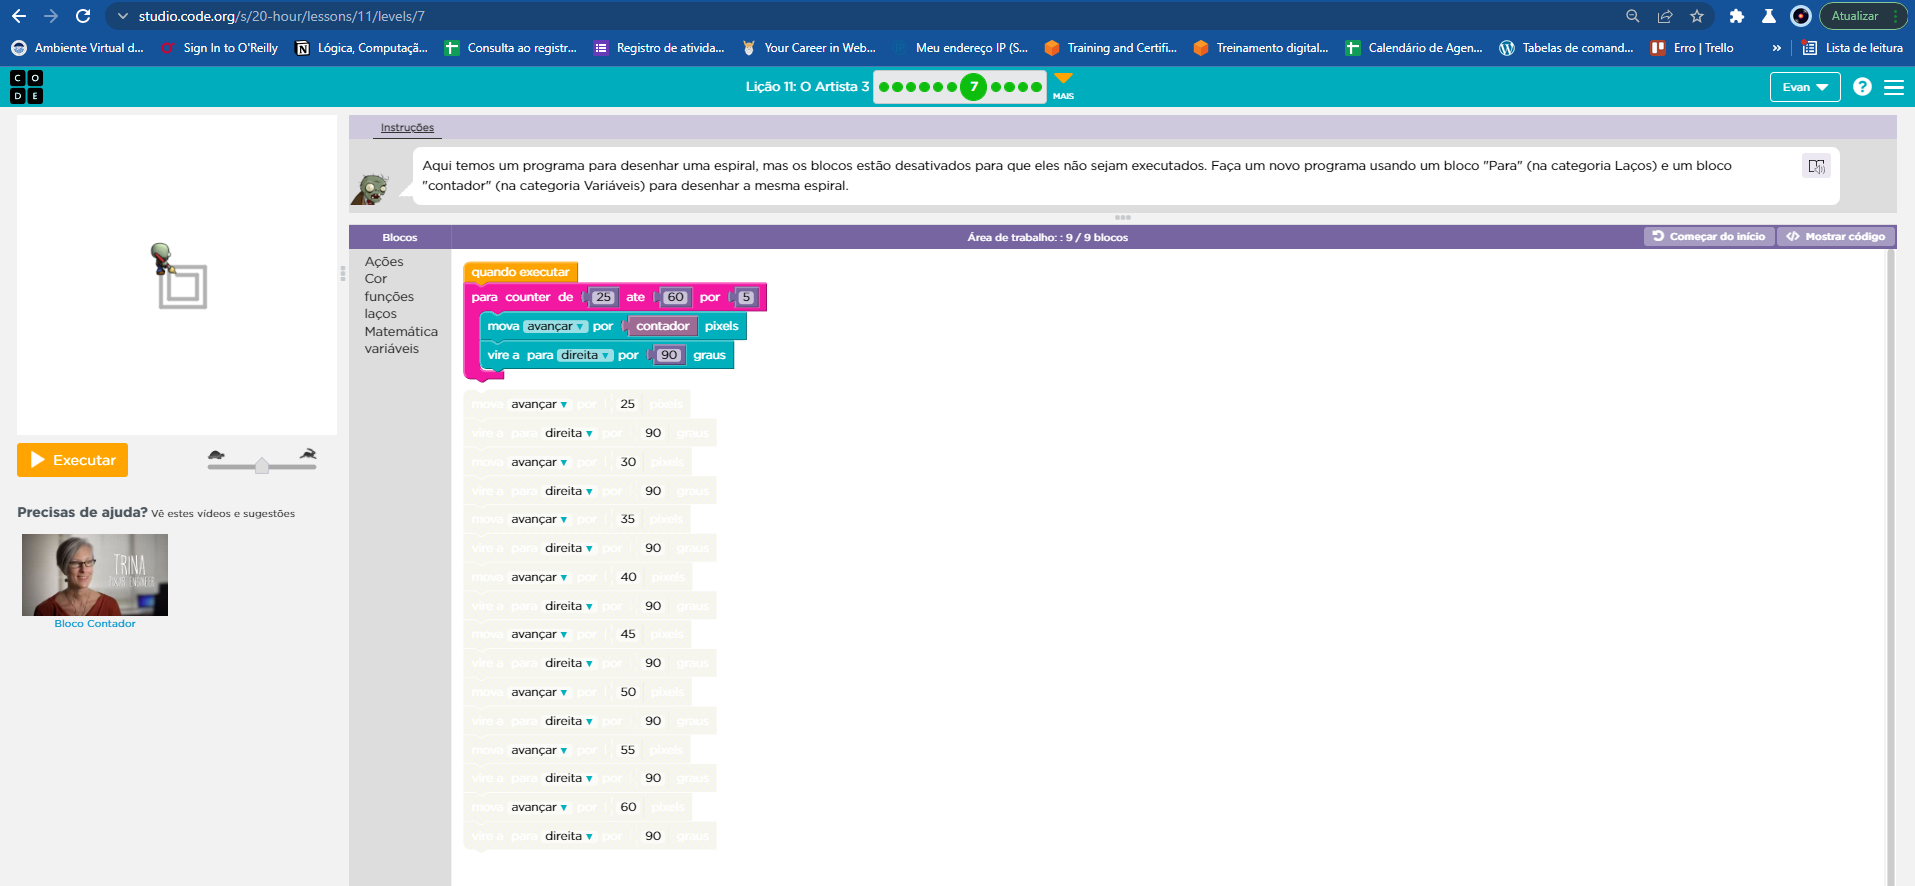 studio.code.org/s/20-hour/lessons/11/levels/7
Atualizar
Ambiente Virtual d...
Sign In to O'Reilly
Lógica, Computaçã...
Consulta ao registr...
Registro de ativida...
Your Career in Web...
Meu endereço IP (S...
Training and Certifi...
Treinamento digital...
Calendário de Agen...
Tabelas de comand...
Erro | Trello
»
Lista de leitura
C O
D E
Lição 11: O Artista 3
7
MAIS
Evan
?
Instruções
Aqui temos um programa para desenhar uma espiral, mas os blocos estão desativados para que eles não sejam executados. Faça um novo programa usando um bloco "Para" (na categoria Laços) e um bloco
"contador" (na categoria Variáveis) para desenhar a mesma espiral.
Blocos
Área de trabalho: : 9 / 9 blocos
Começar do início
Mostrar código
Ações
Cor
funções
laços
Matemática
variáveis
quando executar
para counter de 25 ate 60 por 5
mova avançar por contador pixels
vire a para direita por 90 graus
mova avançar por 25 pixels
vire a para direita por 90 graus
mova avançar por 30 pixels
vire a para direita por 90 graus
mova avançar por 35 pixels
vire a para direita por 90 graus
mova avançar por 40 pixels
vire a para direita por 90 graus
mova avançar por 45 pixels
vire a para direita por 90 graus
mova avançar por 50 pixels
vire a para direita por 90 graus
mova avançar por 55 pixels
vire a para direita por 90 graus
mova avançar por 60 pixels
vire a para direita por 90 graus
Executar
Precisas de ajuda? Vê estes vídeos e sugestões
TRINA
Bloco Contador